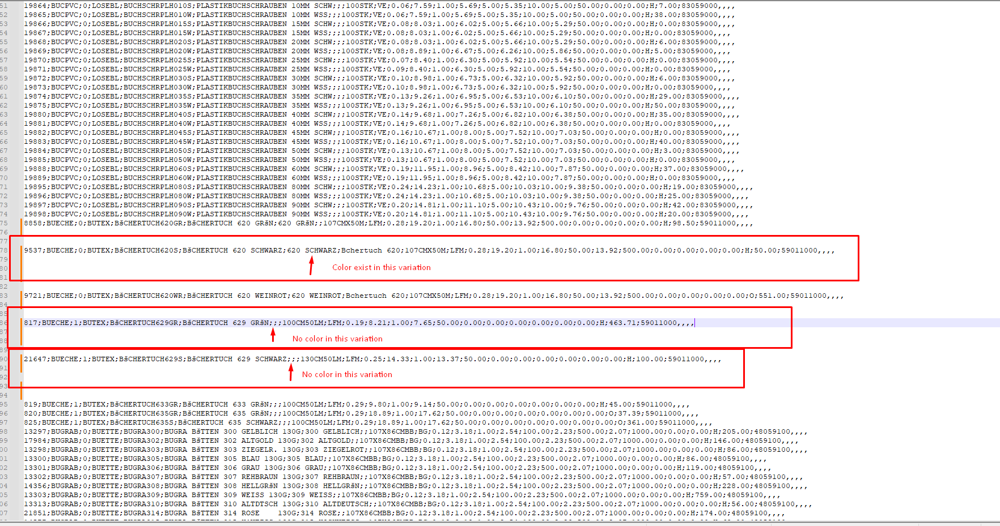 51 19864;BUCPVC;0;LOSEBL;BUCHSCHRPLH010S;PLASTIKBUCHSCHRAUBEN 10MM SCHW;;;100STK;VE;0.06;7.59;1.00;5.69;5.00;5.35;10.00;5.00;50.00;0.00;0.00;H;7.00;83059000,,,,
52 19865;BUCPVC;0;LOSEBL;BUCHSCHRPLH010W;PLASTIKBUCHSCHRAUBEN 10MM WSS;;;100STK;VE;0.06;7.59;1.00;5.69;5.00;5.35;10.00;5.00;50.00;0.00;0.00;H;38.00;83059000,,,,
53 19866;BUCPVC;0;LOSEBL;BUCHSCHRPLH015S;PLASTIKBUCHSCHRAUBEN 15MM SCHW;;;100STK;VE;0.08;8.03;1.00;6.02;5.00;5.66;10.00;5.29;50.00;0.00;0.00;H;0.00;83059000,,,,
54 19867;BUCPVC;0;LOSEBL;BUCHSCHRPLH015W;PLASTIKBUCHSCHRAUBEN 15MM WSS;;;100STK;VE;0.08;8.03;1.00;6.02;5.00;5.66;10.00;5.29;50.00;0.00;0.00;H;0.00;83059000,,,,
55 19868;BUCPVC;0;LOSEBL;BUCHSCHRPLH020S;PLASTIKBUCHSCHRAUBEN 20MM SCHW;;;100STK;VE;0.08;8.03;1.00;6.02;5.00;5.66;10.00;5.29;50.00;0.00;0.00;H;6.00;83059000,,,,
56 19869;BUCPVC;0;LOSEBL;BUCHSCHRPLH020W;PLASTIKBUCHSCHRAUBEN 20MM WSS;;;100STK;VE;0.08;8.89;1.00;6.67;5.00;6.26;10.00;5.86;50.00;0.00;0.00;H;5.00;83059000,,,,
57 19870;BUCPVC;0;LOSEBL;BUCHSCHRPLH025S;PLASTIKBUCHSCHRAUBEN 25MM SCHW;;;100STK;VE;0.07;8.40;1.00;6.30;5.00;5.92;10.00;5.54;50.00;0.00;0.00;H;0.00;83059000,,,,
58 19871;BUCPVC;0;LOSEBL;BUCHSCHRPLH025W;PLASTIKBUCHSCHRAUBEN 25MM WSS;;;100STK;VE;0.09;8.40;1.00;6.30;5.00;5.92;10.00;5.54;50.00;0.00;0.00;H;0.00;83059000,,,,
59 19872;BUCPVC;0;LOSEBL;BUCHSCHRPLH030S;PLASTIKBUCHSCHRAUBEN 30MM SCHW;;;100STK;VE;0.10;8.98;1.00;6.73;5.00;6.32;10.00;5.92;50.00;0.00;0.00;H;6.00;83059000,,,,
60 19873;BUCPVC;0;LOSEBL;BUCHSCHRPLH030W;PLASTIKBUCHSCHRAUBEN 30MM WSS;;;100STK;VE;0.10;8.98;1.00;6.73;5.00;6.32;10.00;5.92;50.00;0.00;0.00;H;0.00;83059000,,,,
61 19874;BUCPVC;0;LOSEBL;BUCHSCHRPLH035S;PLASTIKBUCHSCHRAUBEN 35MM SCHW;;;100STK;VE;0.13;9.26;1.00;6.95;5.00;6.53;10.00;6.10;50.00;0.00;0.00;H;29.00;83059000,,,,
62 19875;BUCPVC;0;LOSEBL;BUCHSCHRPLH035W;PLASTIKBUCHSCHRAUBEN 35MM WSS;;;100STK;VE;0.13;9.26;1.00;6.95;5.00;6.53;10.00;6.10;50.00;0.00;0.00;H;50.00;83059000,,,,
63 19880;BUCPVC;0;LOSEBL;BUCHSCHRPLH040S;PLASTIKBUCHSCHRAUBEN 40MM SCHW;;;100STK;VE;0.14;9.68;1.00;7.26;5.00;6.82;10.00;6.38;50.00;0.00;0.00;H;35.00;83059000,,,,
64 19881;BUCPVC;0;LOSEBL;BUCHSCHRPLH040W;PLASTIKBUCHSCHRAUBEN 40MM WSS;;;100STK;VE;0.14;9.68;1.00;7.26;5.00;6.82;10.00;6.38;50.00;0.00;0.00;H;0.00;83059000,,,,
65 19882;BUCPVC;0;LOSEBL;BUCHSCHRPLH045S;PLASTIKBUCHSCHRAUBEN 45MM SCHW;;;100STK;VE;0.16;10.67;1.00;8.00;5.00;7.52;10.00;7.03;50.00;0.00;0.00;H;0.00;83059000,,,,
66 19883;BUCPVC;0;LOSEBL;BUCHSCHRPLH045W;PLASTIKBUCHSCHRAUBEN 45MM WSS;;;100STK;VE;0.16;10.67;1.00;8.00;5.00;7.52;10.00;7.03;50.00;0.00;0.00;H;40.00;83059000,,,,
67 19884;BUCPVC;0;LOSEBL;BUCHSCHRPLH050S;PLASTIKBUCHSCHRAUBEN 50MM SCHW;;;100STK;VE;0.13;10.67;1.00;8.00;5.00;7.52;10.00;7.03;50.00;0.00;0.00;H;3.00;83059000,,,,
68 19885;BUCPVC;0;LOSEBL;BUCHSCHRPLH050W;PLASTIKBUCHSCHRAUBEN 50MM WSS;;;100STK;VE;0.13;10.67;1.00;8.00;5.00;7.52;10.00;7.03;50.00;0.00;0.00;H;0.00;83059000,,,,
69 19888;BUCPVC;0;LOSEBL;BUCHSCHRPLH060S;PLASTIKBUCHSCHRAUBEN 60MM SCHW;;;100STK;VE;0.19;11.95;1.00;8.96;5.00;8.42;10.00;7.87;50.00;0.00;0.00;H;37.00;83059000,,,,
70 19889;BUCPVC;0;LOSEBL;BUCHSCHRPLH060W;PLASTIKBUCHSCHRAUBEN 60MM WSS;;;100STK;VE;0.19;11.95;1.00;8.96;5.00;8.42;10.00;7.87;50.00;0.00;0.00;H;0.00;83059000,,,,
71 19895;BUCPVC;0;LOSEBL;BUCHSCHRPLH080S;PLASTIKBUCHSCHRAUBEN 80MM SCHW;;;100STK;VE;0.24;14.23;1.00;10.68;5.00;10.03;10.00;9.38;50.00;0.00;0.00;H;19.00;83059000,,,,
72 19896;BUCPVC;0;LOSEBL;BUCHSCHRPLH080W;PLASTIKBUCHSCHRAUBEN 80MM WSS;;;100STK;VE;0.24;14.23;1.00;10.68;5.00;10.03;10.00;9.38;50.00;0.00;0.00;H;25.00;83059000,,,,
73 19897;BUCPVC;0;LOSEBL;BUCHSCHRPLH090S;PLASTIKBUCHSCHRAUBEN 90MM SCHW;;;100STK;VE;0.20;14.81;1.00;11.10;5.00;10.43;10.00;9.76;50.00;0.00;0.00;H;42.00;83059000,,,,
74 19898;BUCPVC;0;LOSEBL;BUCHSCHRPLH090W;PLASTIKBUCHSCHRAUBEN 90MM WSS;;;100STK;VE;0.20;14.81;1.00;11.10;5.00;10.43;10.00;9.76;50.00;0.00;0.00;H;20.00;83059000,,,,
75 8858;BUECHE;0;BUTEX;BšCHERTUCH620GR;BšCHERTUCH 620 GRšN;620 GRšN;;107CMX50M;LFM;0.28;19.20;1.00;16.80;50.00;13.92;500.00;0.00;0.00;0.00;0.00;H;98.50;59011000,,,,
76
77
78 9537;BUECHE;0;BUTEX;BšCHERTUCH620S;BšCHERTUCH 620 SCHWARZ;620 SCHWARZ;Bchertuch 620;107CMX50M;LFM;0.28;19.20;1.00;16.80;50.00;13.92;500.00;0.00;0.00;0.00;0.00;H;50.00;59011000,,,,
79
80 Color exist in this variation
81
82
83 9721;BUECHE;0;BUTEX;BšCHERTUCH620WR;BšCHERTUCH 620 WEINROT;620 WEINROT;Bchertuch 620;107CMX50M;LFM;0.28;19.20;1.00;16.80;50.00;13.92;500.00;0.00;0.00;0.00;0.00;O;551.00;59011000,,,,
84
85
86 817;BUECHE;1;BUTEX;BšCHERTUCH629GR;BšCHERTUCH 629 GRšN;;;100CM50LM;LFM;0.19;8.21;1.00;7.65;50.00;0.00;0.00;0.00;0.00;0.00;0.00;H;463.71;59011000,,,,
87
88 No color in this variation
89
90 21647;BUECHE;1;BUTEX;BšCHERTUCH629S;BšCHERTUCH 629 SCHWARZ;;;130CM50LM;LFM;0.25;14.33;1.00;13.37;50.00;0.00;0.00;0.00;0.00;0.00;0.00;H;100.00;59011000,,,,
91
92 No color in this variation
93
94
95 819;BUECHE;1;BUTEX;BšCHERTUCH633GR;BšCHERTUCH 633 GRšN;;;100CM50LM;LFM;0.29;9.80;1.00;9.14;50.00;0.00;0.00;0.00;0.00;0.00;0.00;H;45.00;59011000,,,,
96 820;BUECHE;1;BUTEX;BšCHERTUCH635GR;BšCHERTUCH 635 GRšN;;;100CM50LM;LFM;0.29;18.89;1.00;17.62;50.00;0.00;0.00;0.00;0.00;0.00;0.00;O;37.39;59011000,,,,
97 825;BUECHE;1;BUTEX;BšCHERTUCH635S;BšCHERTUCH 635 SCHWARZ;;;100CM50LM;LFM;0.29;18.89;1.00;17.62;50.00;0.00;0.00;0.00;0.00;0.00;0.00;O;361.00;59011000,,,,
98 13297;BUGRAB;0;BUETTE;BUGRA300;BUGRA BšTTEN 300 GELBLICH 130G;300 GELBLICH;;107X86CMBB;BG;0.12;3.18;1.00;2.54;100.00;2.23;500.00;2.07;1000.00;0.00;0.00;H;205.00;48059100,,,,
99 17984;BUGRAB;0;BUETTE;BUGRA302;BUGRA BšTTEN 302 ALTGOLD 130G;302 ALTGOLD;;107X86CMBB;BG;0.12;3.18;1.00;2.54;100.00;2.23;500.00;2.07;1000.00;0.00;0.00;H;146.00;48059100,,,,
00 13298;BUGRAB;0;BUETTE;BUGRA303;BUGRA BšTTEN 303 ZIEGELR. 130G;303 ZIEGELROT;;107X86CMBB;BG;0.12;3.18;1.00;2.54;100.00;2.23;500.00;2.07;1000.00;0.00;0.00;H;86.00;48059100,,,,
01 13300;BUGRAB;0;BUETTE;BUGRA305;BUGRA BšTTEN 305 BLAU 130G;305 BLAU;;107X86CMBB;BG;0.12;3.18;1.00;2.54;100.00;2.23;500.00;2.07;1000.00;0.00;0.00;H;86.00;48059100,,,,
02 13301;BUGRAB;0;BUETTE;BUGRA306;BUGRA BšTTEN 306 GRAU 130G;306 GRAU;;107X86CMBB;BG;0.12;3.18;1.00;2.54;100.00;2.23;500.00;2.07;1000.00;0.00;0.00;H;119.00;48059100,,,,
03 13302;BUGRAB;0;BUETTE;BUGRA307;BUGRA BšTTEN 307 REHBRAUN 130G;307 REHBRAUN;;107X86CMBB;BG;0.12;3.18;1.00;2.54;100.00;2.23;500.00;2.07;1000.00;0.00;0.00;H;57.00;48059100,,,,
04 14356;BUGRAB;0;BUETTE;BUGRA308;BUGRA BšTTEN 308 HELLGRšN 130G;308 HELLGRšN;;107X86CMBB;BG;0.12;3.18;1.00;2.54;100.00;2.23;500.00;2.07;1000.00;0.00;0.00;H;228.00;48059100,,,,
05 13303;BUGRAB;0;BUETTE;BUGRA309;BUGRA BšTTEN 309 WEISS 130G;309 WEISS;;107X86CMBB;BG;0.12;3.18;1.00;2.54;100.00;2.23;500.00;2.07;1000.00;0.00;0.00;H;759.00;48059100,,,,
06 13313;BUGRAB;0;BUETTE;BUGRA310;BUGRA BšTTEN 310 ALTDTSCH 130G;310 ALTDEUTSCH;;107X86CMBB;BG;0.12;3.18;1.00;2.54;100.00;2.23;500.00;2.07;1000.00;0.00;0.00;H;56.00;48059100,,,,
07 21851;BUGRAB;0;BUETTE;BUGRA314;BUGRA BšTTEN 314 ROSE    130G;314 ROSE;;107X86CMBB;BG;0.12;3.18;1.00;2.54;100.00;2.23;500.00;2.07;1000.00;0.00;0.00;H;174.00;48059100,,,,